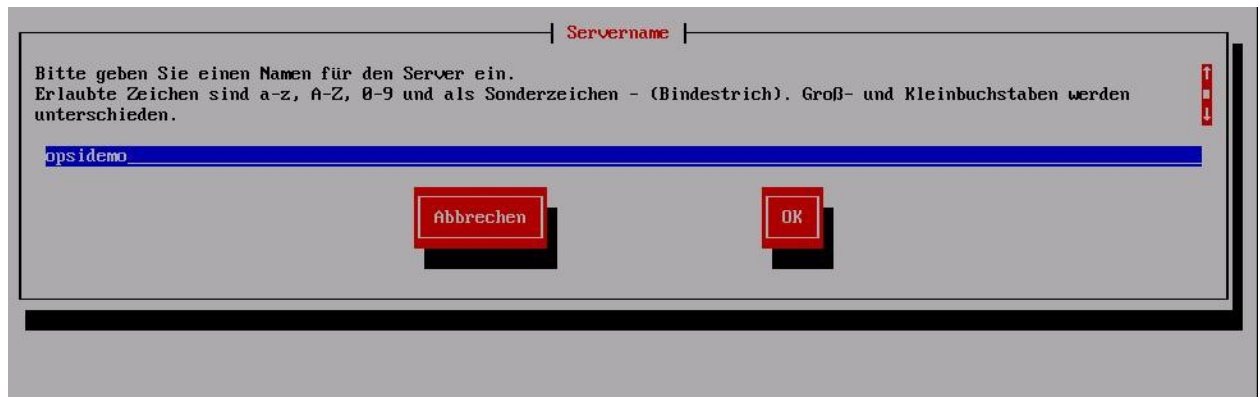 Servername
Bitte geben Sie einen Namen für den Server ein.
Erlaubte Zeichen sind a-z, A-Z, 0-9 und als Sonderzeichen - (Bindestrich). Groß- und Kleinbuchstaben werden
unterschieden.
opsidemo
Abbrechen OK